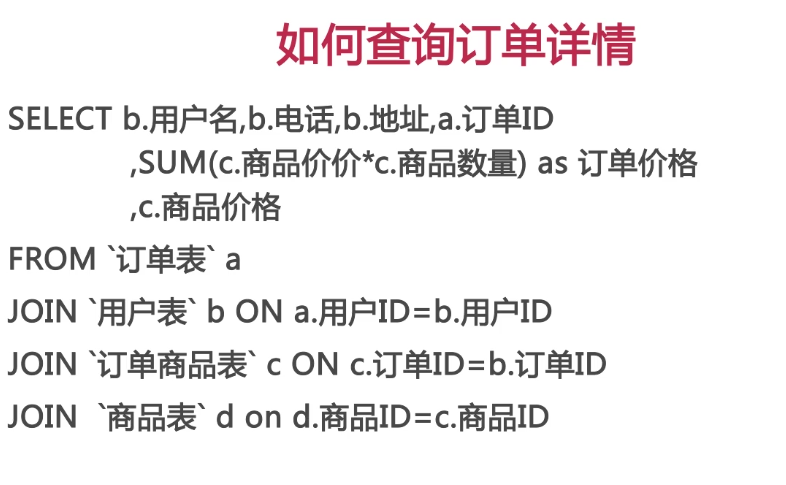 如何查询订单详情
SELECT b.用户名,b.电话,b.地址,a.订单ID
,SUM(c.商品价价*c.商品数量) as 订单价格
,c.商品价格
FROM `订单表` a
JOIN `用户表` b ON a.用户ID=b.用户ID
JOIN `订单商品表` c ON c.订单ID=b.订单ID
JOIN  `商品表` d on d.商品ID=c.商品ID